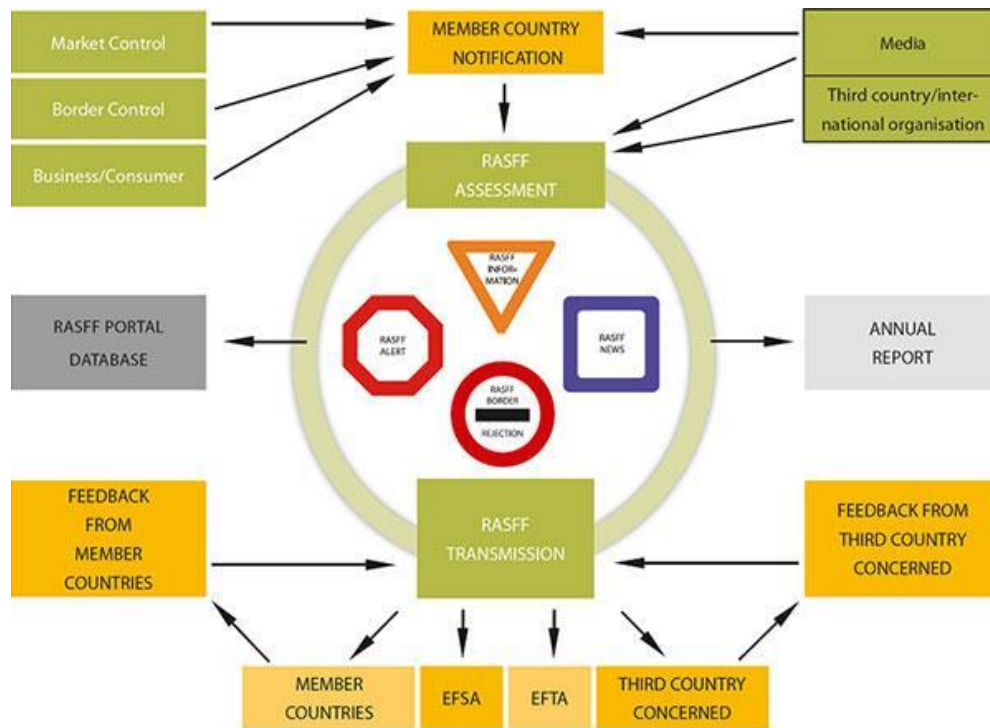 Market Control
Border Control
Business/Consumer
MEMBER COUNTRY
NOTIFICATION
Media
Third country/inter-
national organisation
RASFF
ASSESSMENT
RASFF
INFOR-
MATION
RASFF
ALERT
RASFF
NEWS
RASFF
BORDER
REJECTION
RASFF PORTAL
DATABASE
ANNUAL
REPORT
FEEDBACK
FROM
MEMBER
COUNTRIES
RASFF
TRANSMISSION
FEEDBACK FROM
THIRD COUNTRY
CONCERNED
MEMBER
COUNTRIES
EFSA
EFTA
THIRD COUNTRY
CONCERNED